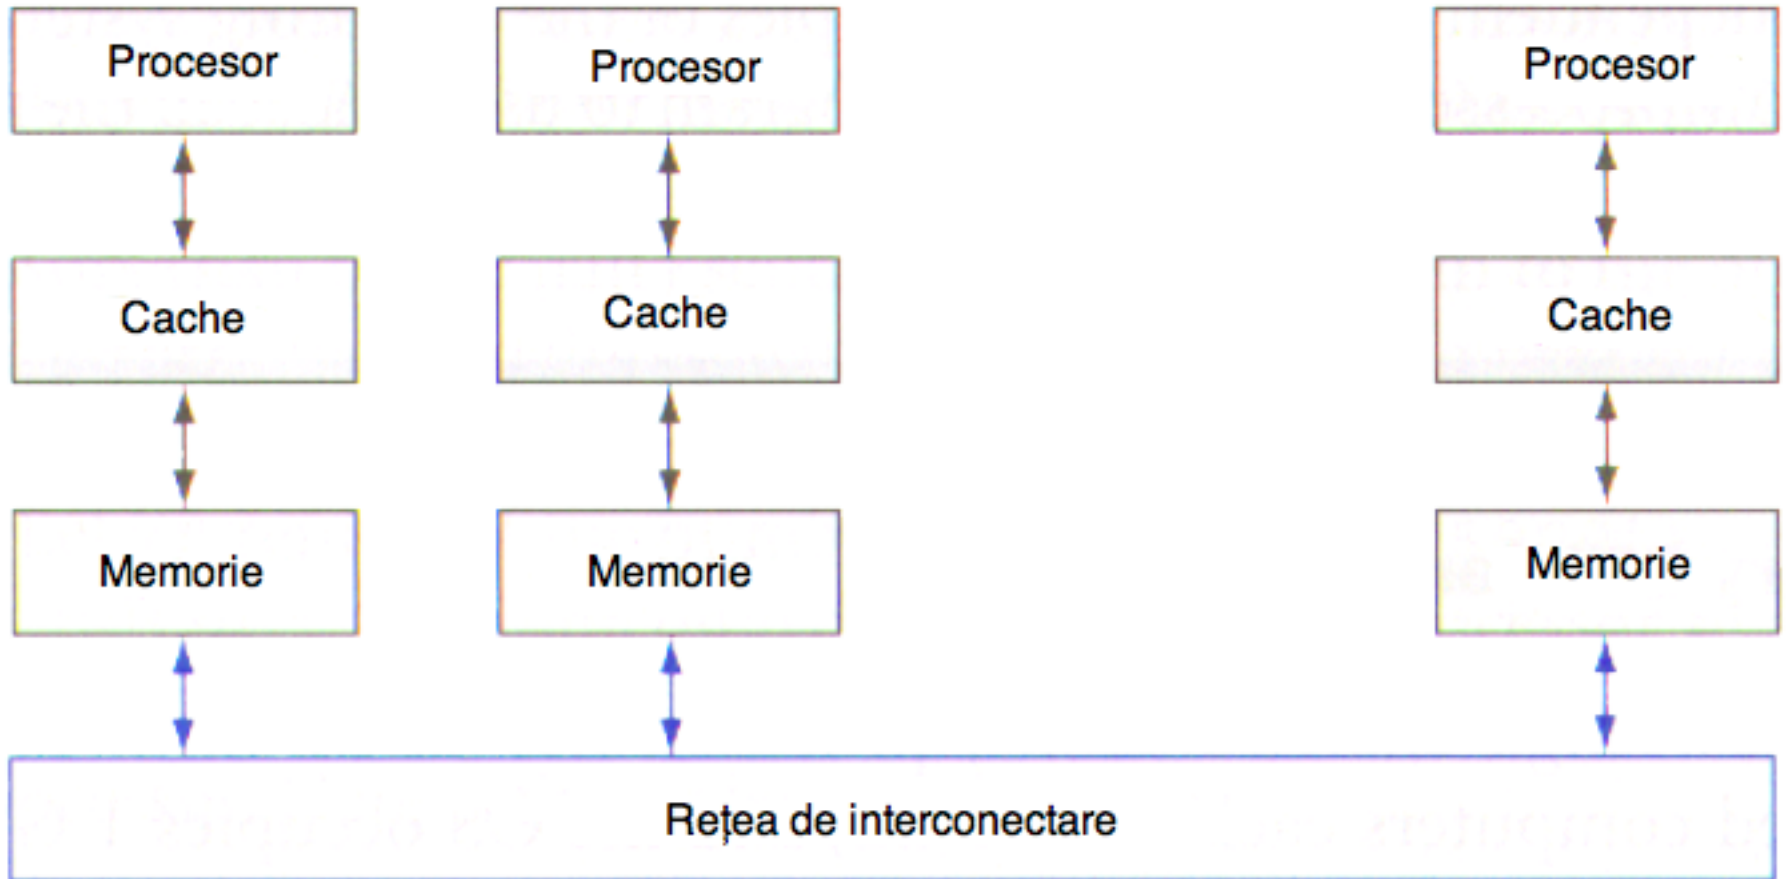 Procesor
Procesor
Procesor
Cache
Cache
Cache
Memorie
Memorie
Memorie
Rețea de interconectare